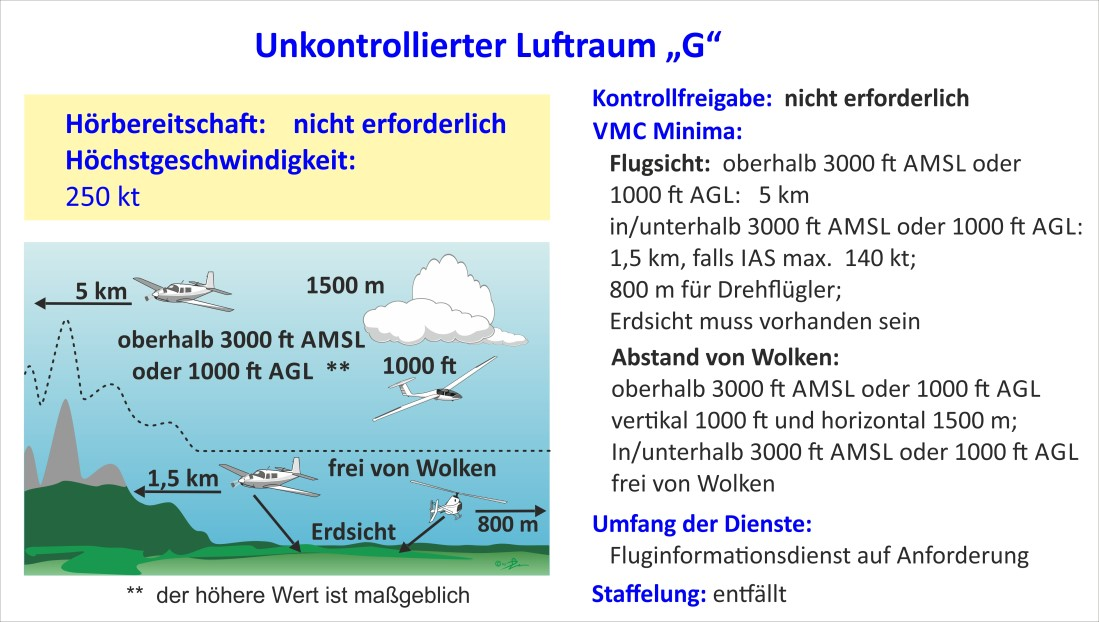 Unkontrollierter Luftraum „G“
Hörbereitschaft: nicht erforderlich
Höchstgeschwindigkeit:
250 kt
5 km
1500 m
oberhalb 3000 ft AMSL
oder 1000 ft AGL **
1000 ft
1,5 km
frei von Wolken
Erdsicht
800 m
** der höhere Wert ist maßgeblich
Kontrollfreigabe: nicht erforderlich
VMC Minima:
Flugsicht: oberhalb 3000 ft AMSL oder
1000 ft AGL: 5 km
in/unterhalb 3000 ft AMSL oder 1000 ft AGL:
1,5 km, falls IAS max. 140 kt;
800 m für Drehflügler;
Erdsicht muss vorhanden sein
Abstand von Wolken:
oberhalb 3000 ft AMSL oder 1000 ft AGL
vertikal 1000 ft und horizontal 1500 m;
In/unterhalb 3000 ft AMSL oder 1000 ft AGL
frei von Wolken
Umfang der Dienste:
Fluginformationsdienst auf Anforderung
Staffelung: entfällt